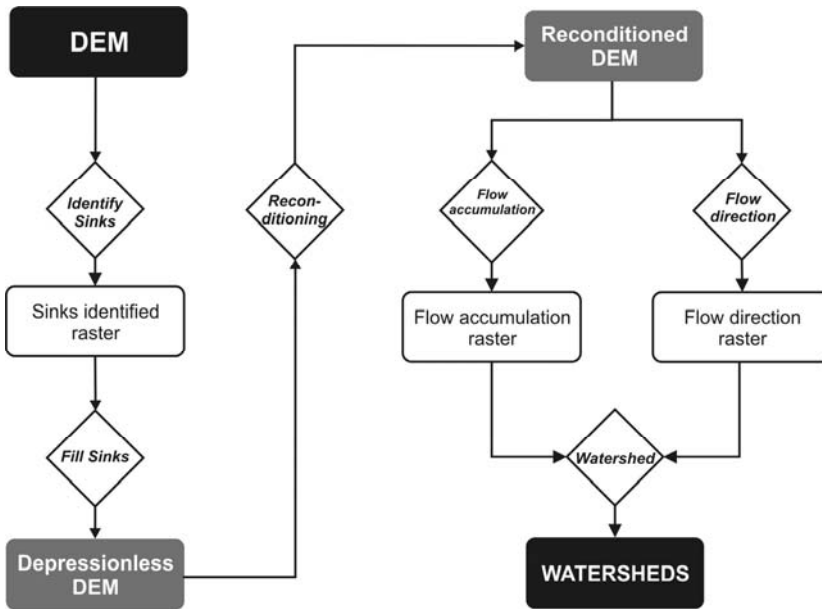 DEM
Identify
Sinks
Sinks identified
raster
Fill Sinks
Depressionless
DEM
Recon-
ditioning
Reconditioned
DEM
Flow
accumulation
Flow
direction
Flow accumulation
raster
Flow direction
raster
Watershed
WATERSHEDS